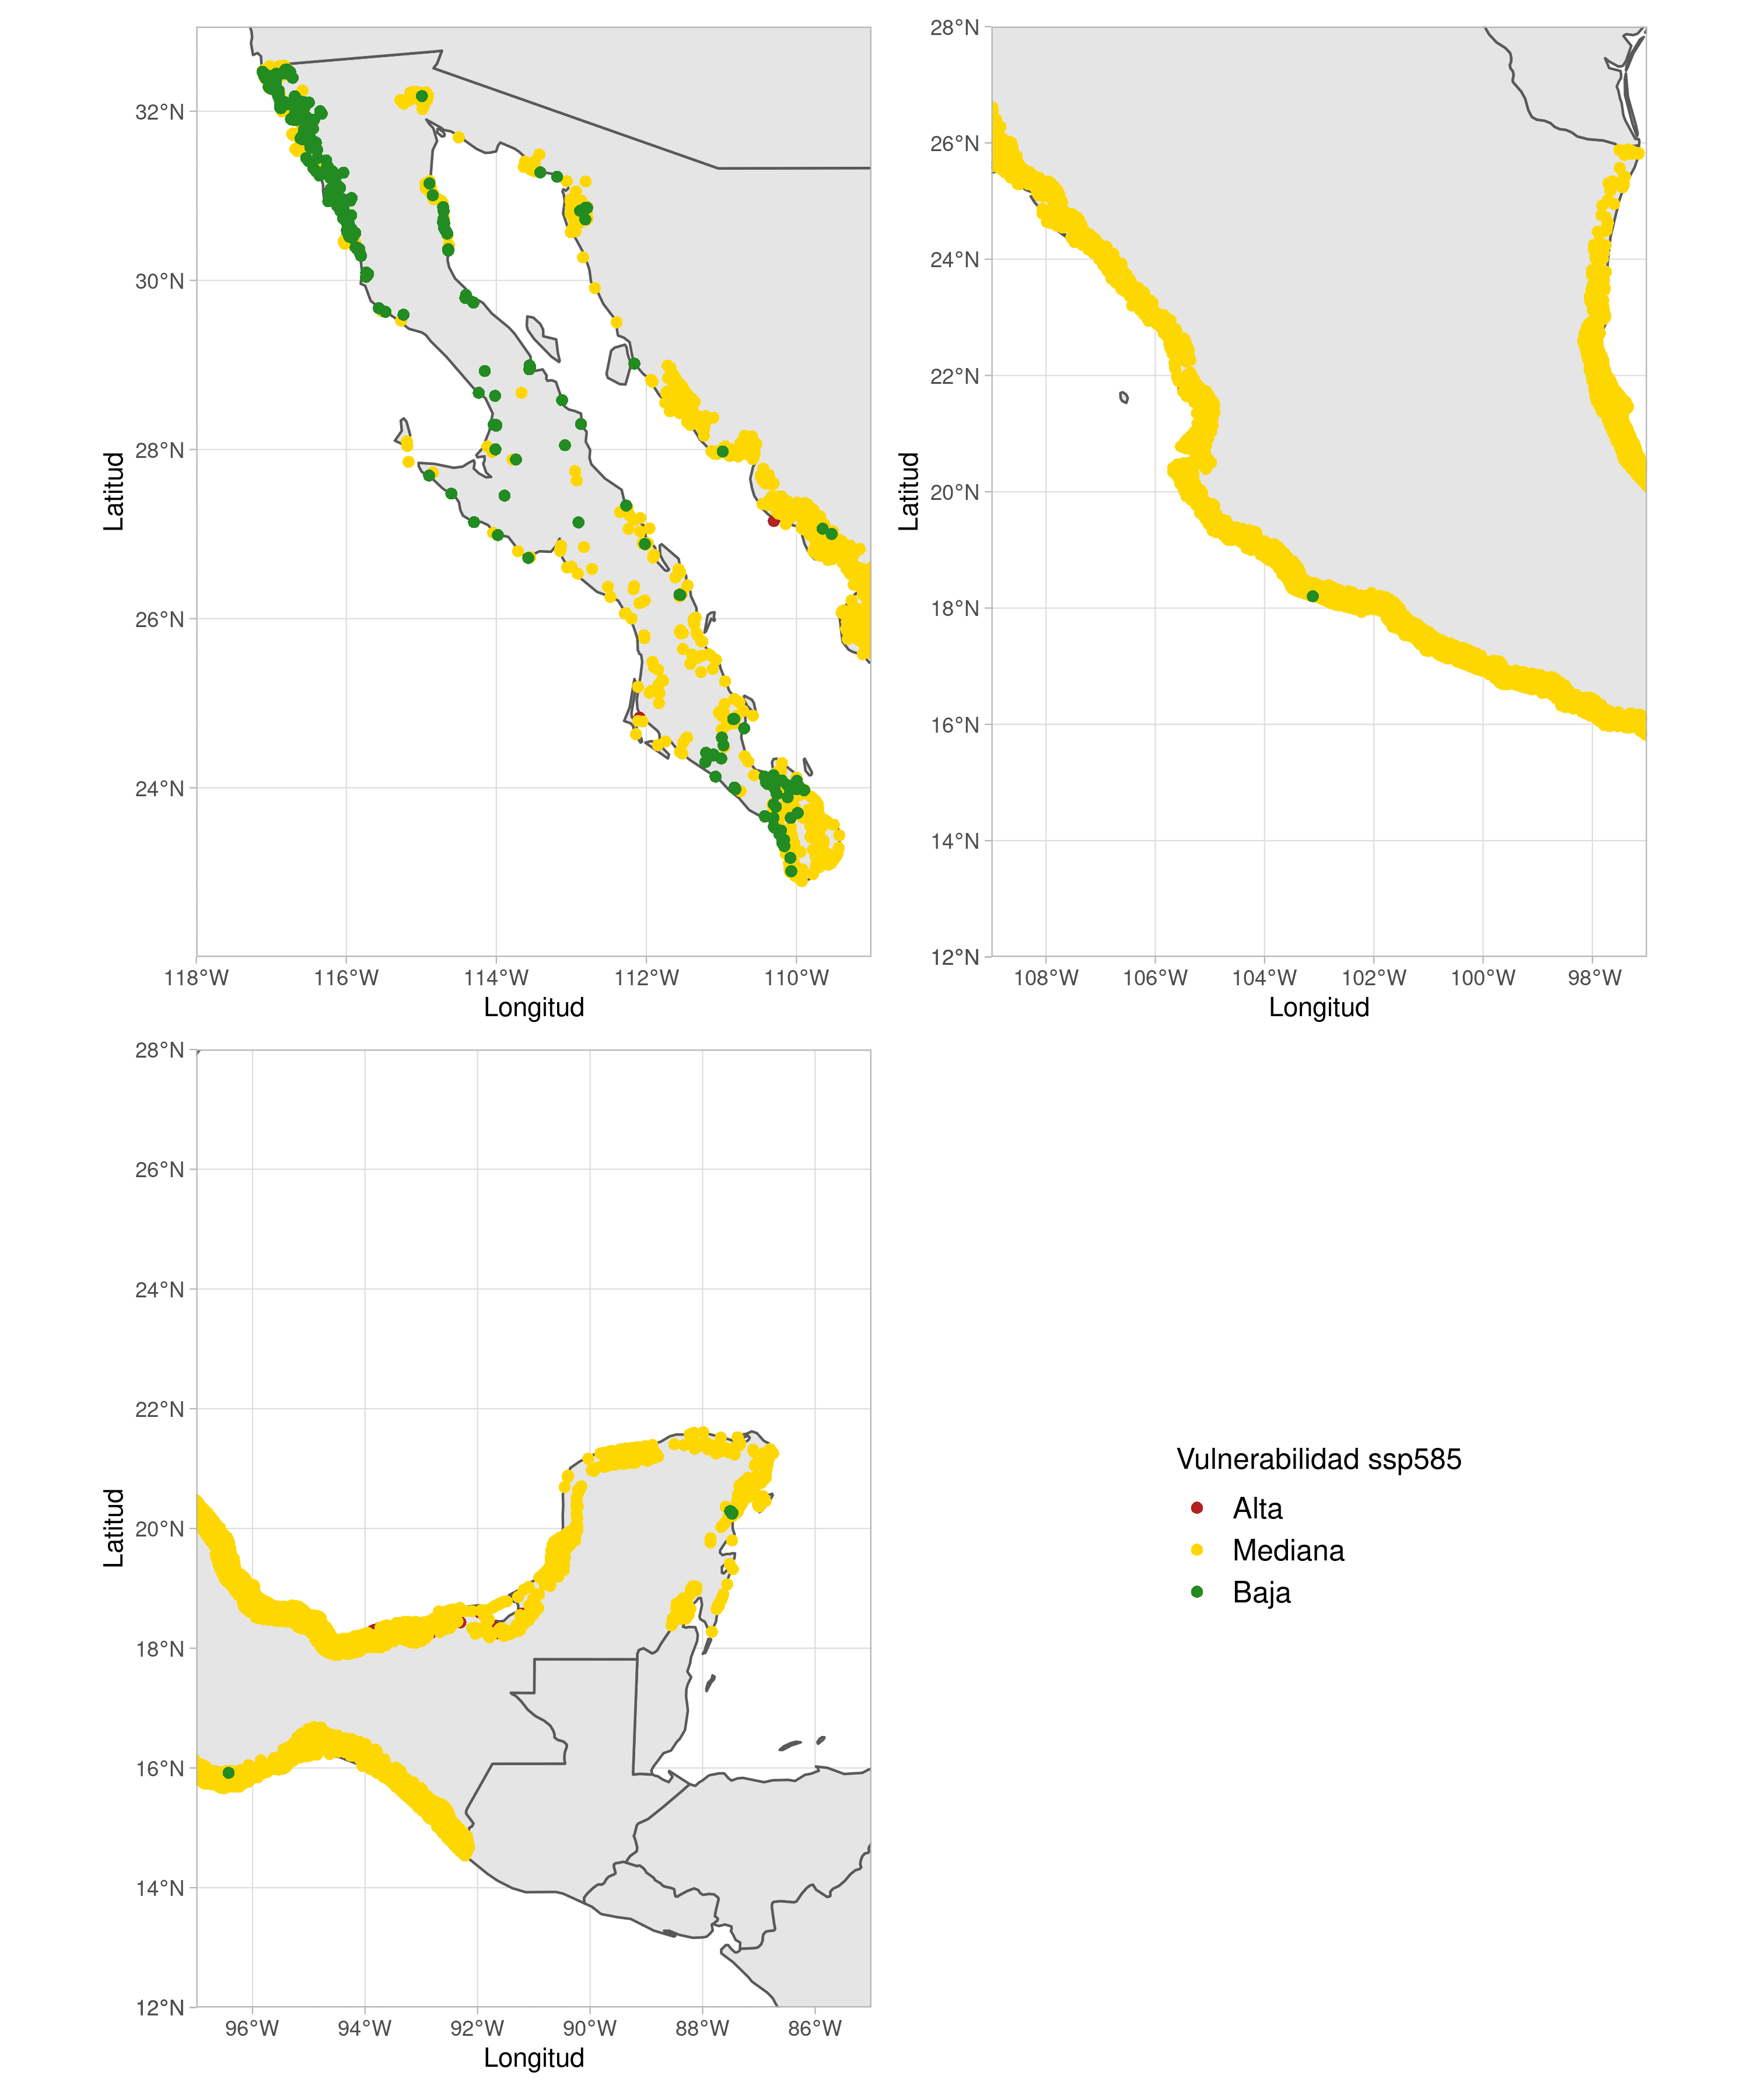 32°N
30°N
28°N
26°N
24°N
Latitud
118°W 116°W 114°W 112°W 110°W
Longitud
28°N
26°N
24°N
22°N
20°N
18°N
16°N
14°N
12°N
Latitud
108°W 106°W 104°W 102°W 100°W 98°W
Longitud
28°N
26°N
24°N
22°N
20°N
18°N
16°N
14°N
12°N
Latitud
96°W 94°W 92°W 90°W 88°W 86°W
Longitud
Vulnerabilidad ssp585
Alta
Mediana
Baja